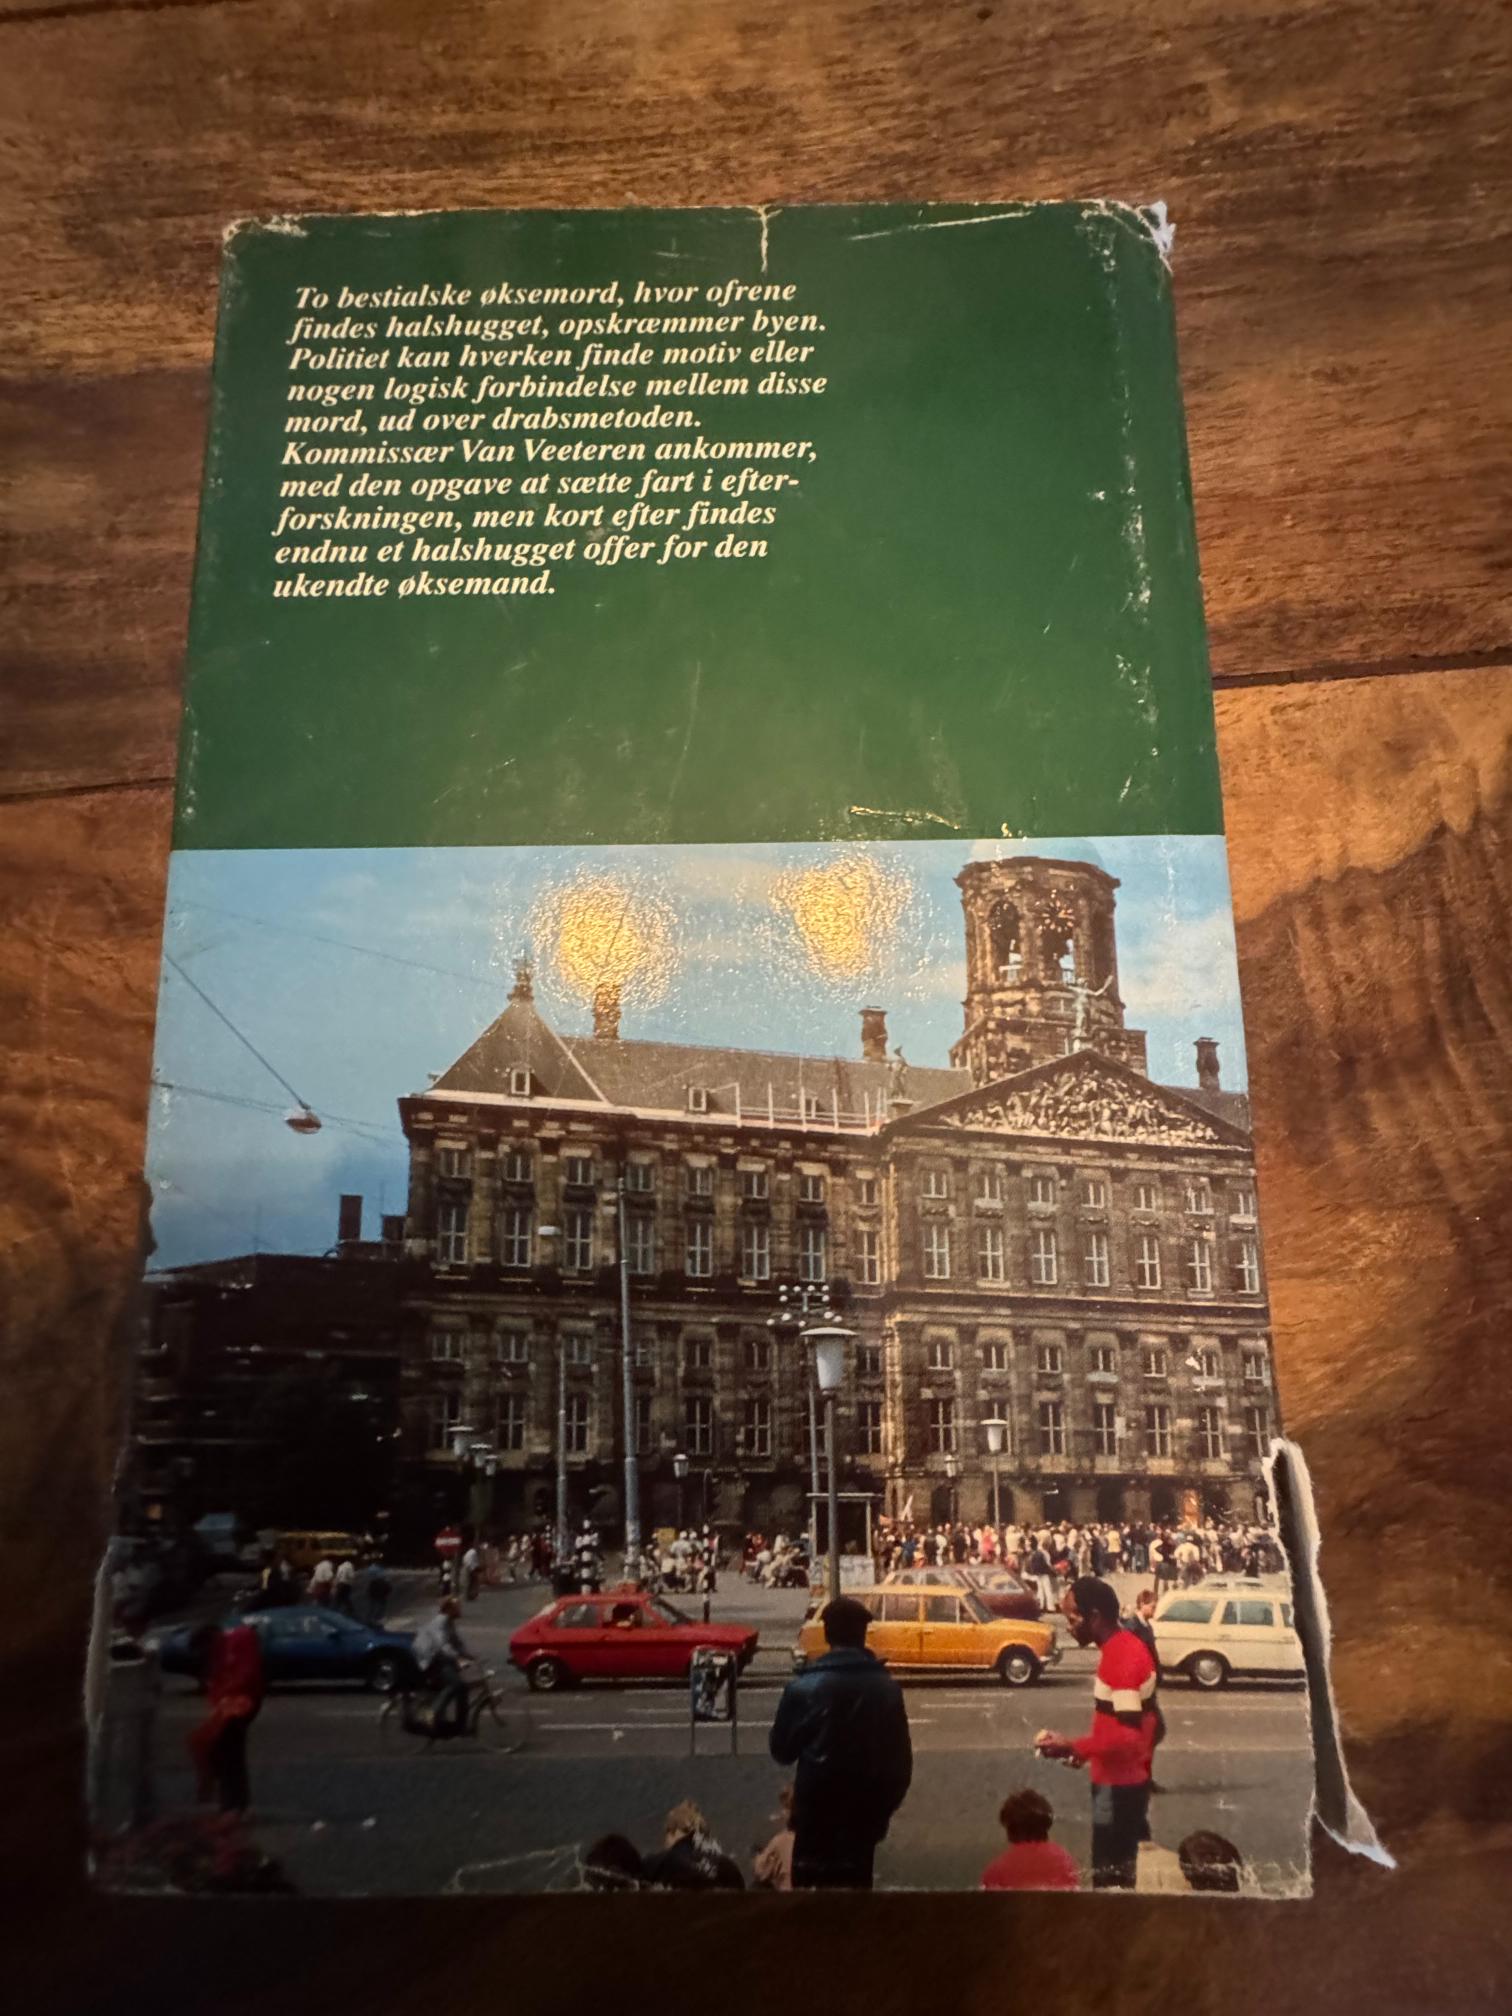 To bestialske øksemord, hvor ofrene
findes halshugget, opskræmmer byen.
Politiet kan hverken finde motiv eller
nogen logisk forbindelse mellem disse
mord, ud over drabsmetoden.
Kommissær Van Veeteren ankommer,
med den opgave at sætte fart i efter-
forskningen, men kort efter findes
endnu et halshugget offer for den
ukendte øksemand.